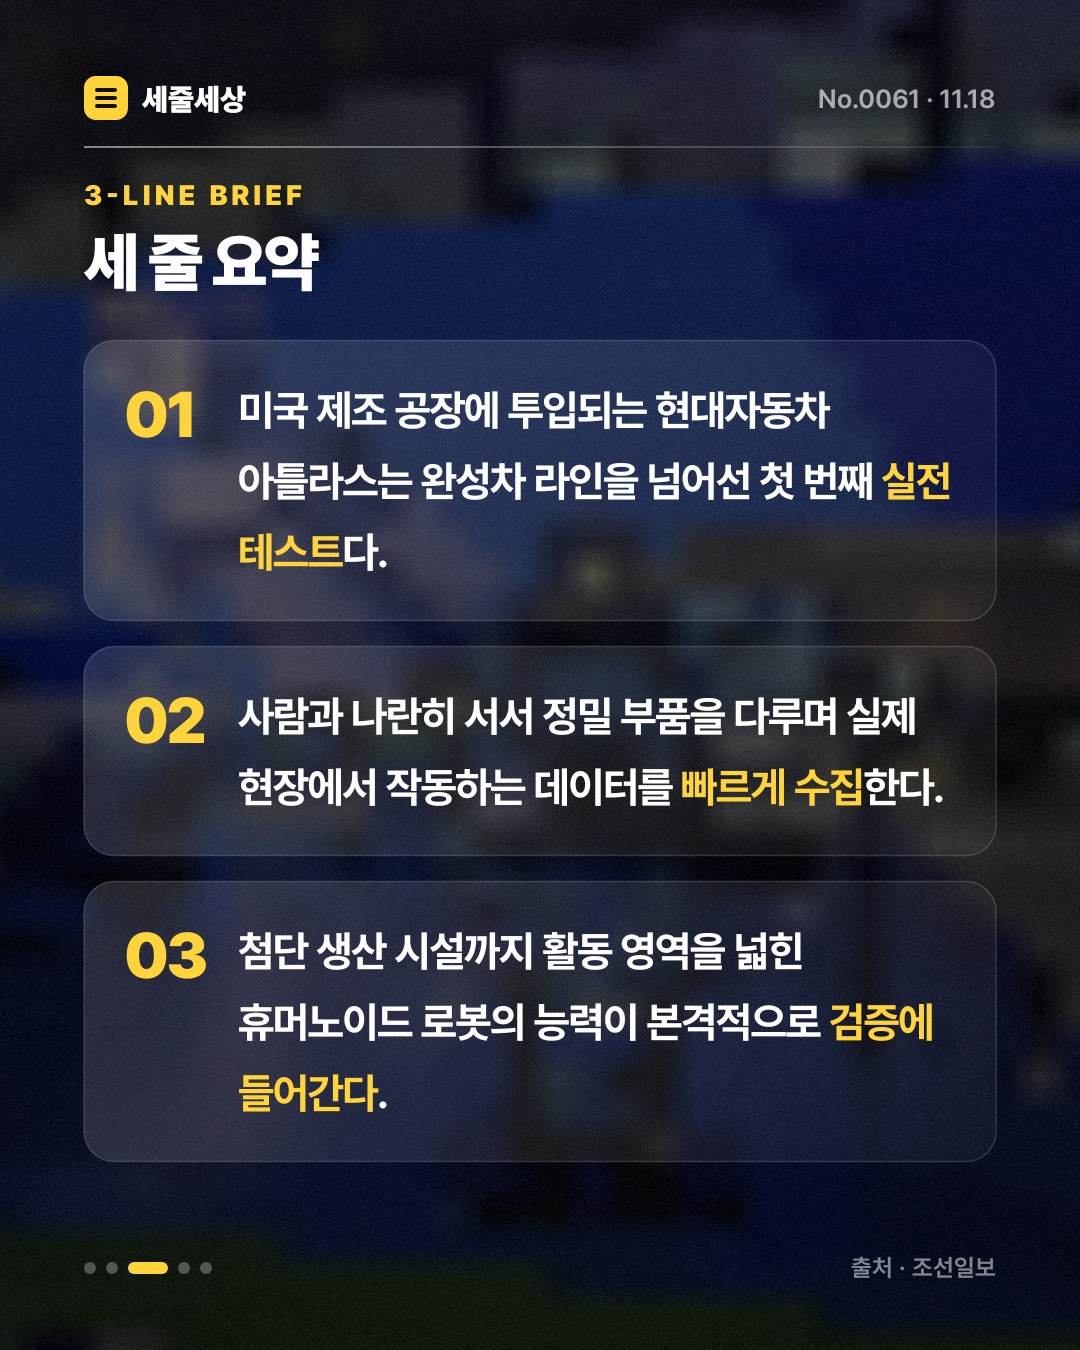 세줄세상
No.0061 · 11.18
3-LINE BRIEF
세 줄 요약
01
미국 제조 공장에 투입되는 현대자동차
아틀라스는 완성차 라인을 넘어선 첫 번째 실전
테스트다.
02
사람과 나란히 서서 정밀 부품을 다루며 실제
현장에서 작동하는 데이터를 빠르게 수집한다.
03
첨단 생산 시설까지 활동 영역을 넓힌
휴머노이드 로봇의 능력이 본격적으로 검증에
들어간다.
출처 · 조선일보